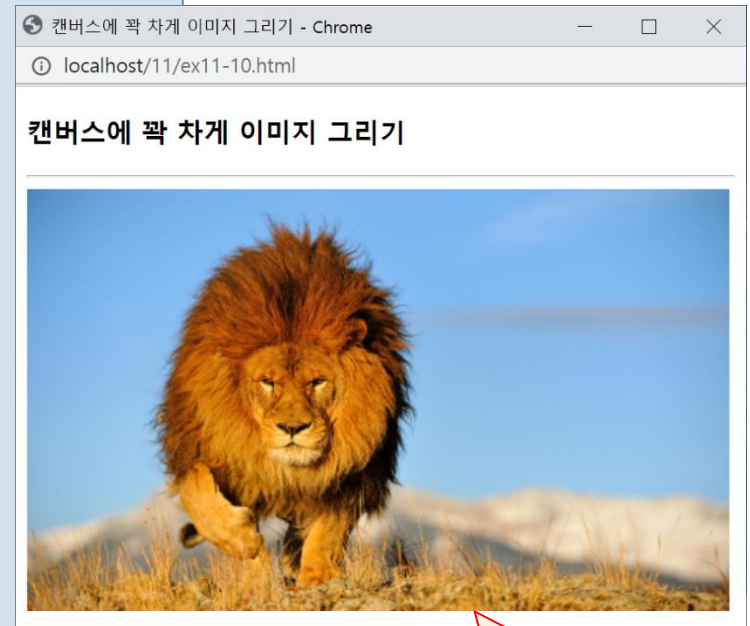 캔버스에 꽉 차게 이미지 그리기 - Chrome
localhost/11/ex11-10.html
캔버스에 꽉 차게 이미지 그리기